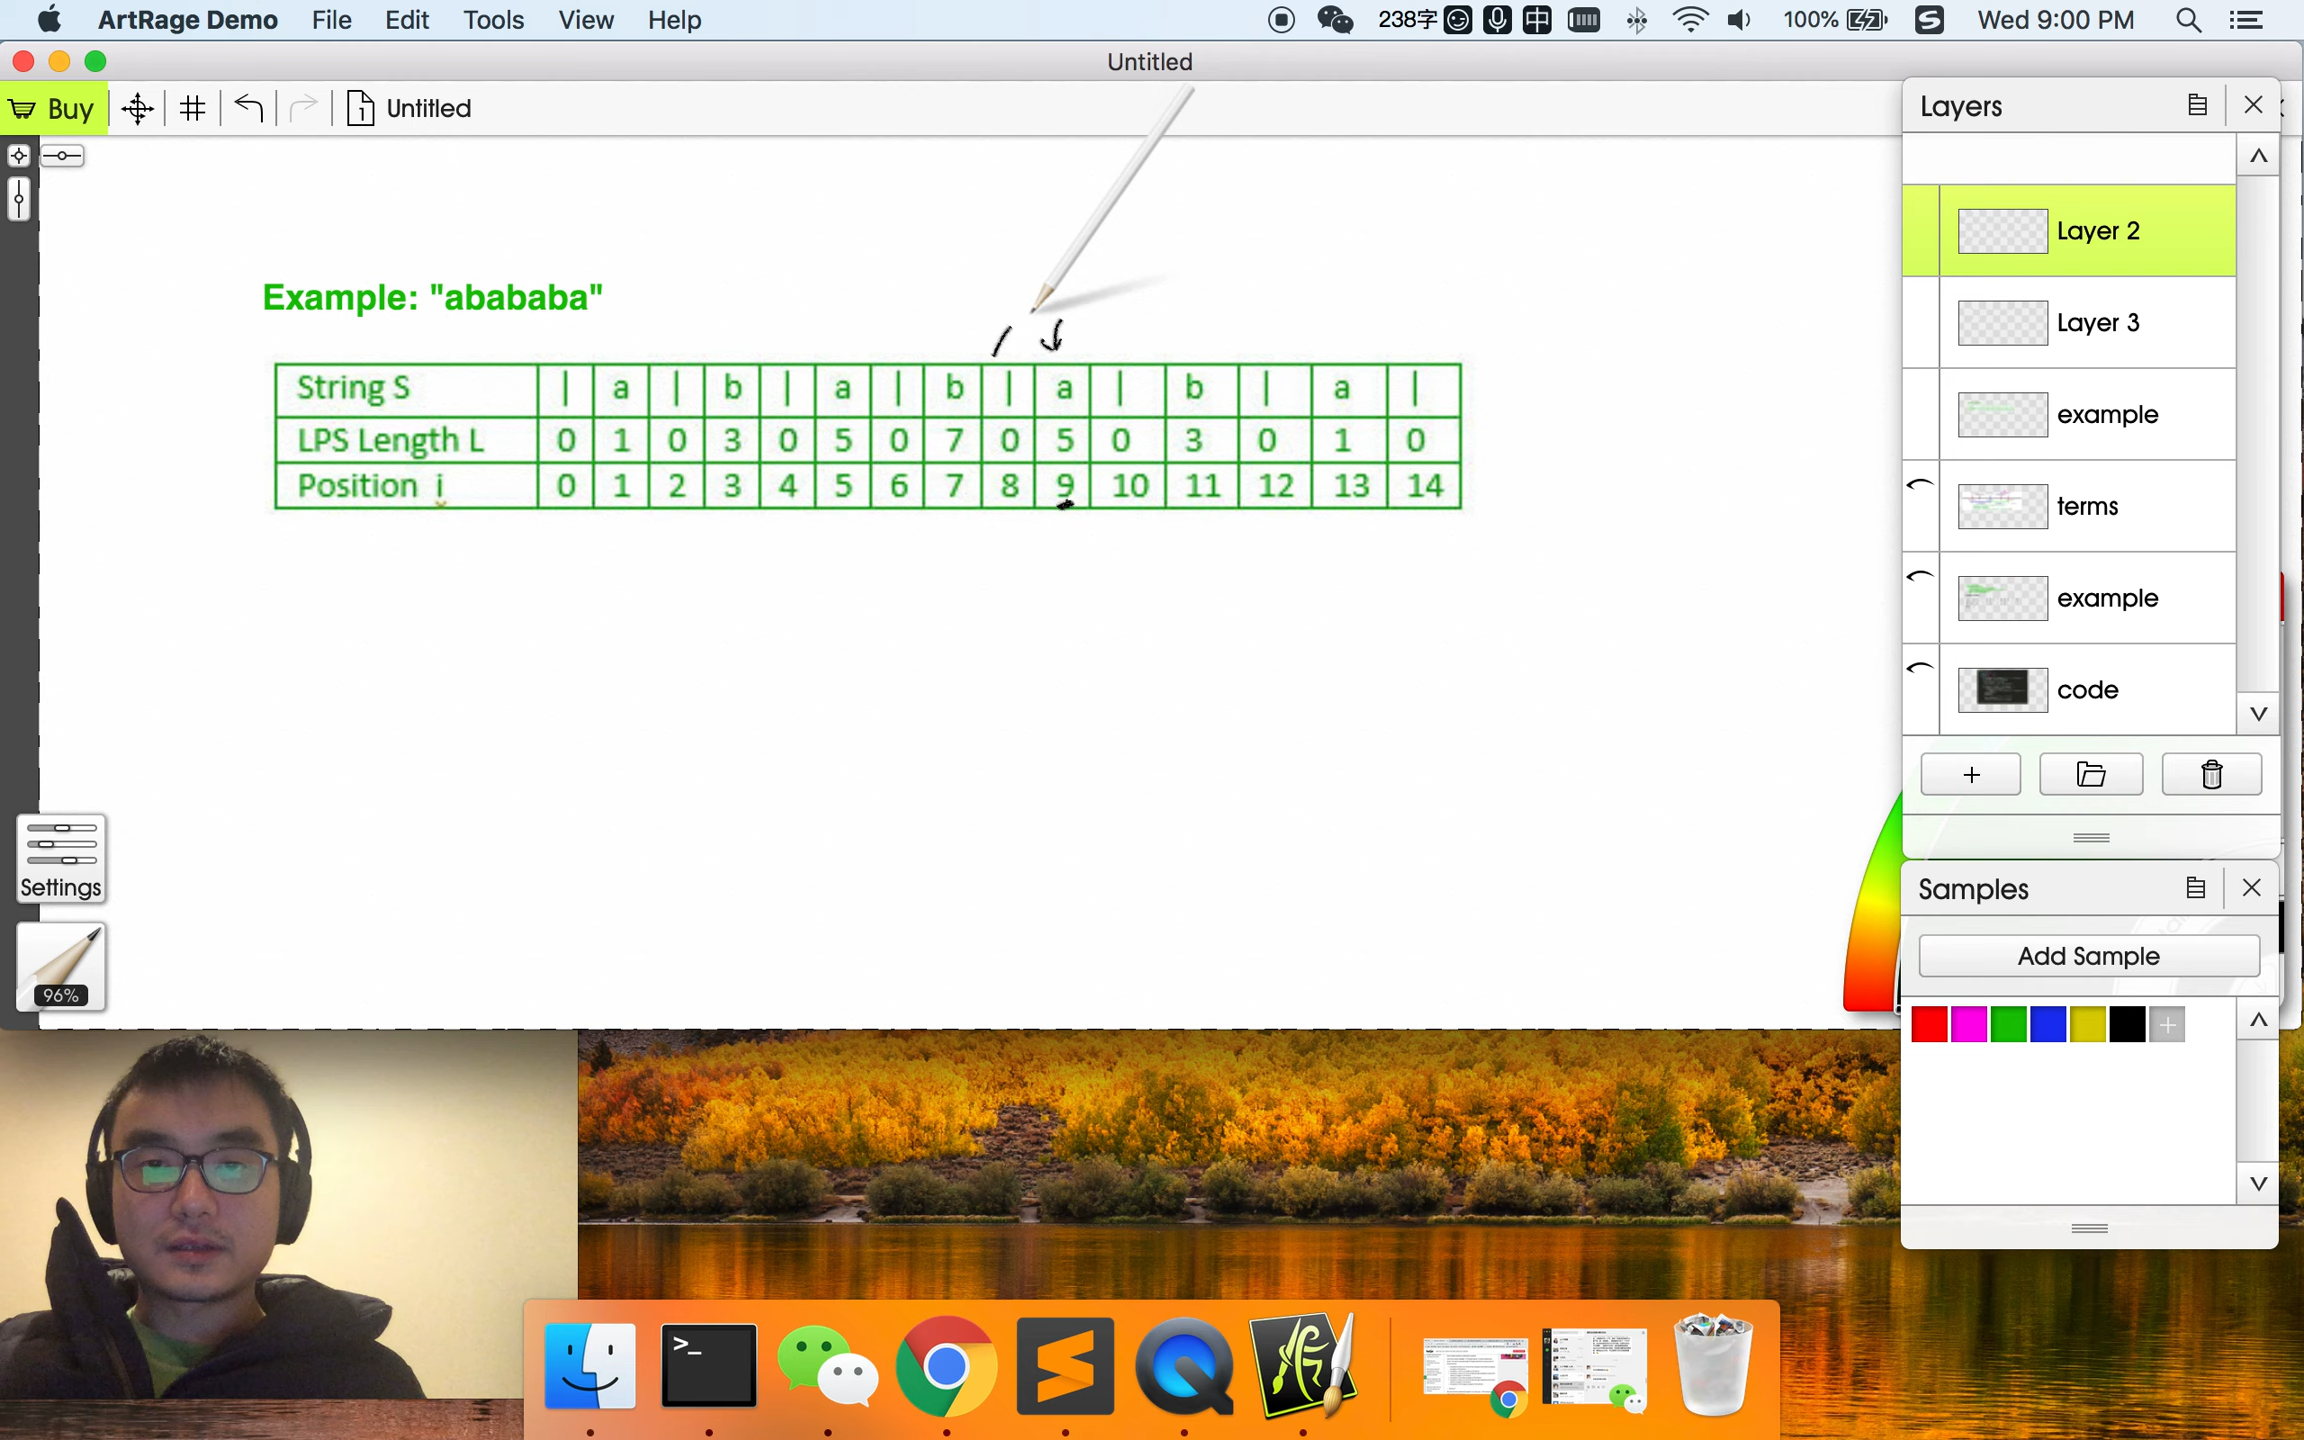 ArtRage Demo File Edit Tools View Help 238字 中 100% S Wed 9:00 PM
Untitled
Buy 1 Untitled
Layers
Layer 2
Layer 3
example
terms
example
code
Example: "abababa"
String S | a | b | a | b | a | b | a |
LPS Length L 0 1 0 3 0 5 0 7 0 5 0 3 0 1 0
Position i 0 1 2 3 4 5 6 7 8 9 10 11 12 13 14
Settings
96%
Samples
Add Sample
>_